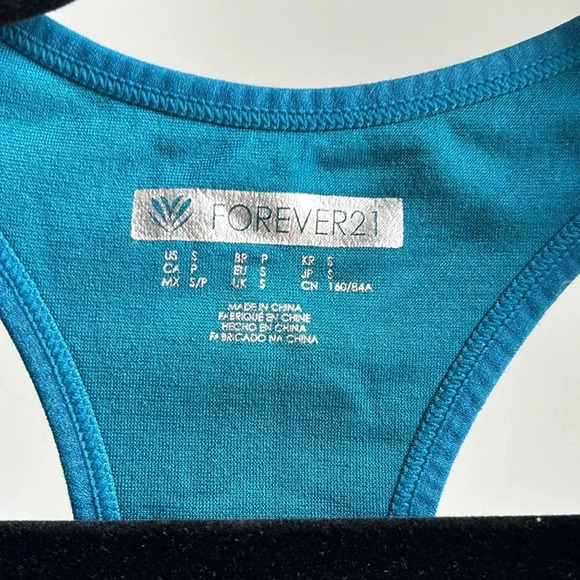 FOREVER21
US S BR P KR S
CA P EU S JP S
MX S/P UK S CN 160/84A
MADE IN CHINA
FABRIQUÉ EN CHINE
HECHO EN CHINA
FABRICADO NA CHINA